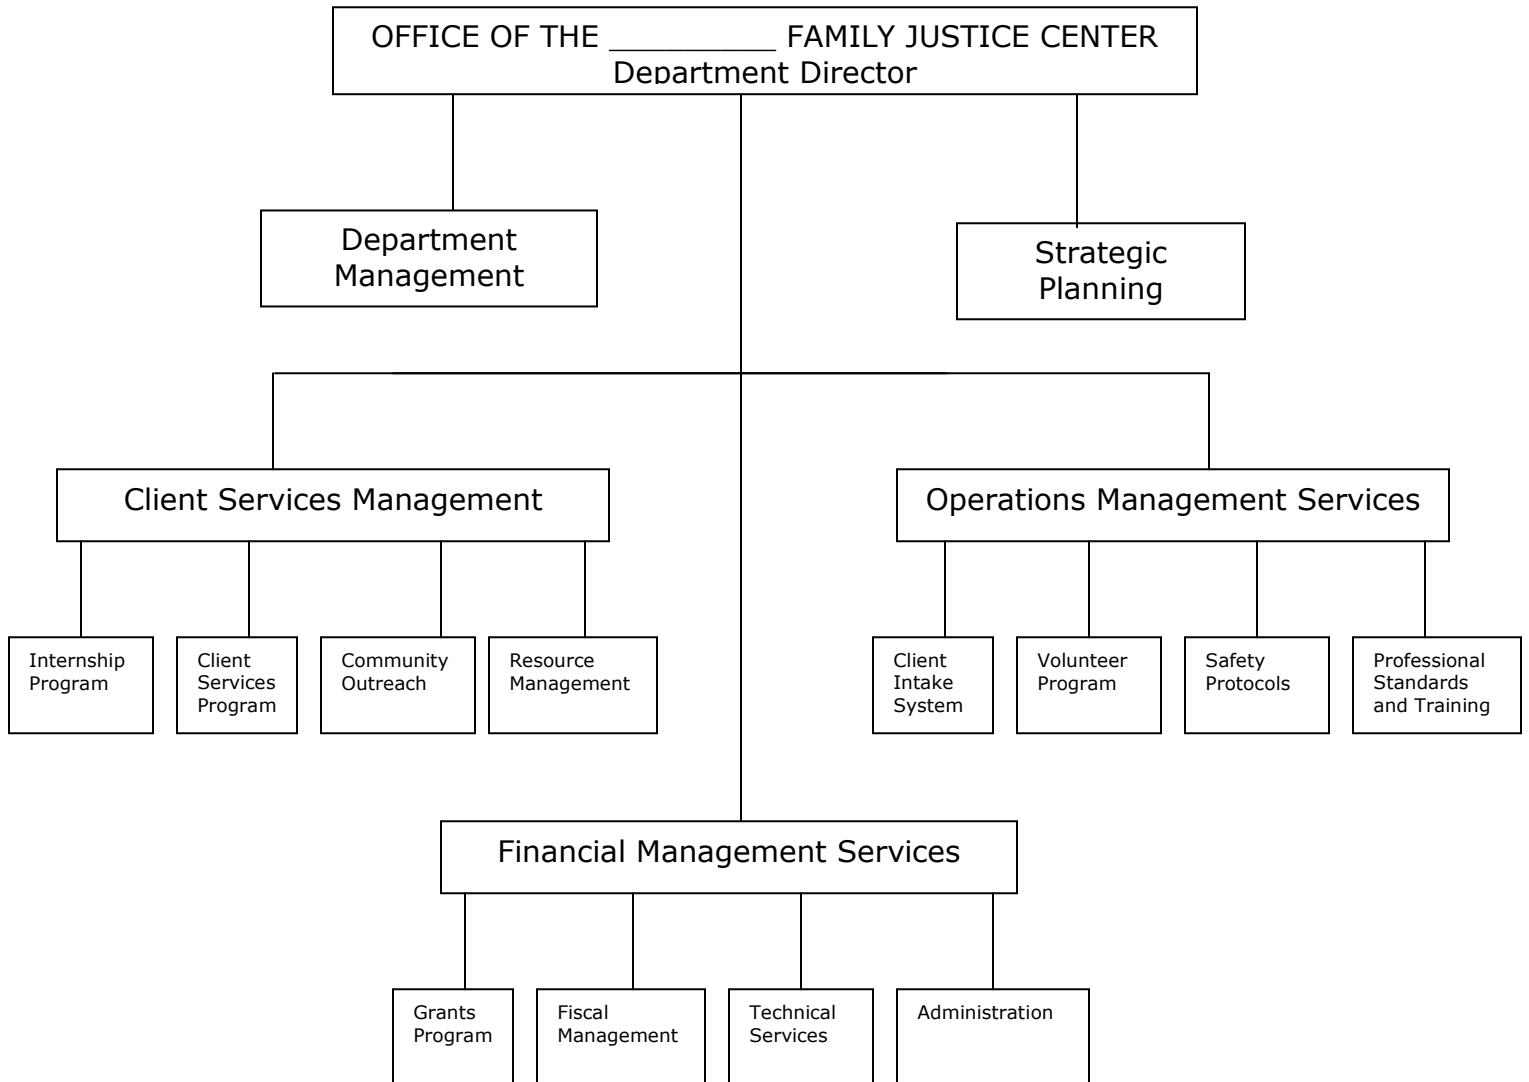 OFFICE OF THE __________ FAMILY JUSTICE CENTER
Department Director
Department
Management
Strategic
Planning
Client Services Management
Operations Management Services
Internship
Program
Client
Services
Program
Community
Outreach
Resource
Management
Client
Intake
System
Volunteer
Program
Safety
Protocols
Professional
Standards
and Training
Financial Management Services
Grants
Program
Fiscal
Management
Technical
Services
Administration